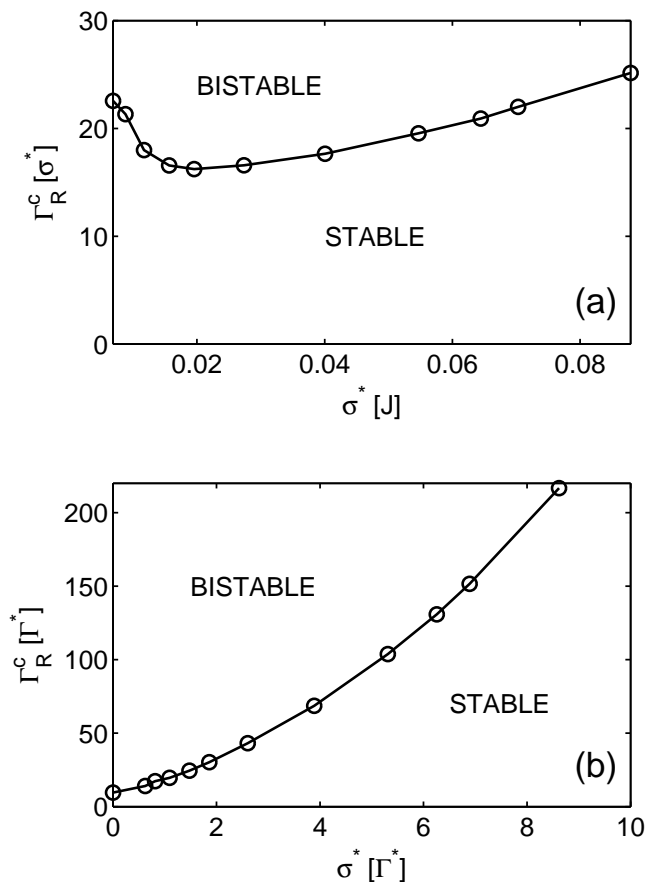 30
BISTABLE
20
Γ_R^c [σ*]
STABLE
10
(a)
0
0.02 0.04 0.06 0.08
σ* [J]
200
BISTABLE
150
Γ_R^c [Γ*]
100
STABLE
50
(b)
0
0 2 4 6 8 10
σ* [Γ*]